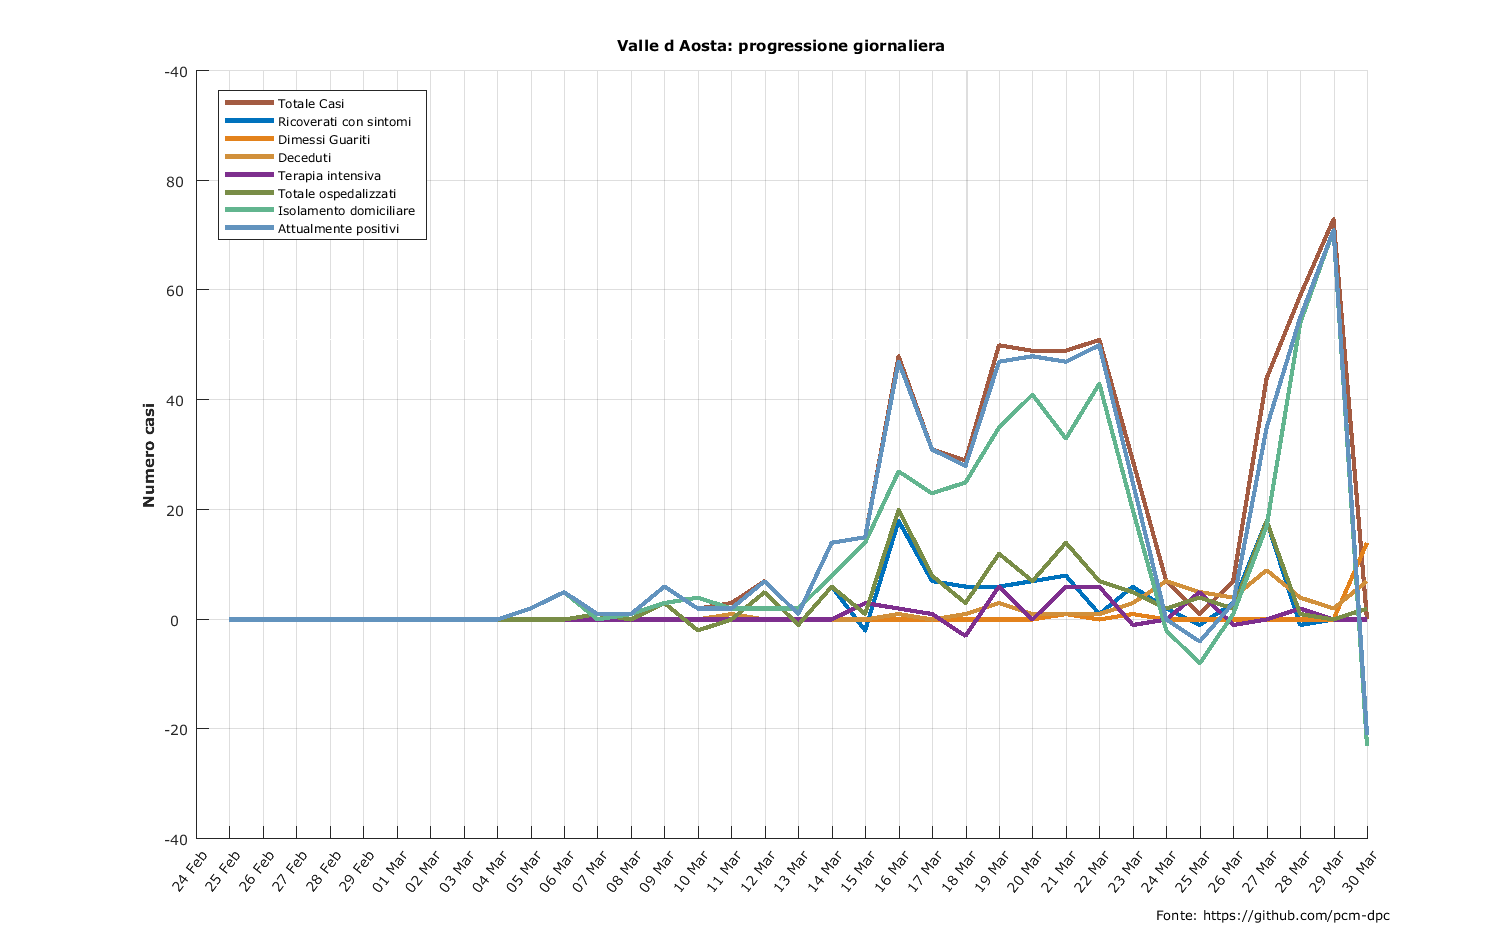 Valle d Aosta: progressione giornaliera
-40
80
60
40
20
0
-20
-40
Numero casi
Totale Casi
Ricoverati con sintomi
Dimessi Guariti
Deceduti
Terapia intensiva
Totale ospedalizzati
Isolamento domiciliare
Attualmente positivi
24 Feb
25 Feb
26 Feb
27 Feb
28 Feb
29 Feb
01 Mar
02 Mar
03 Mar
04 Mar
05 Mar
06 Mar
07 Mar
08 Mar
09 Mar
10 Mar
11 Mar
12 Mar
13 Mar
14 Mar
15 Mar
16 Mar
17 Mar
18 Mar
19 Mar
20 Mar
21 Mar
22 Mar
23 Mar
24 Mar
25 Mar
26 Mar
27 Mar
28 Mar
29 Mar
30 Mar
Fonte: https://github.com/pcm-dpc